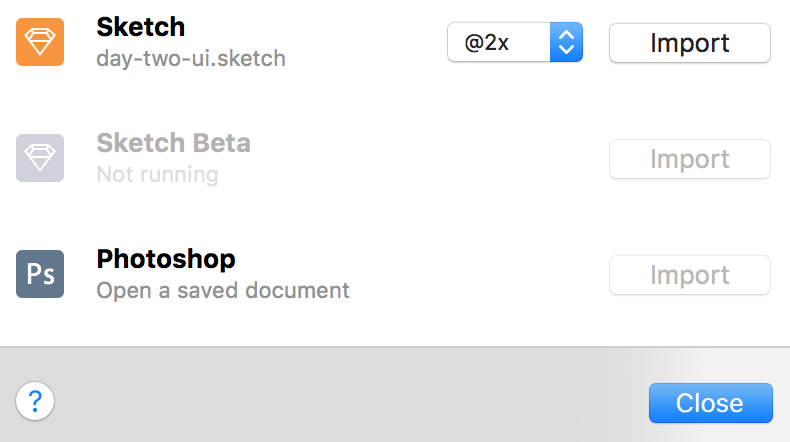 Sketch
day-two-ui.sketch
@2x
Import
Sketch Beta
Not running
Import
Ps
Photoshop
Open a saved document
Import
?
Close